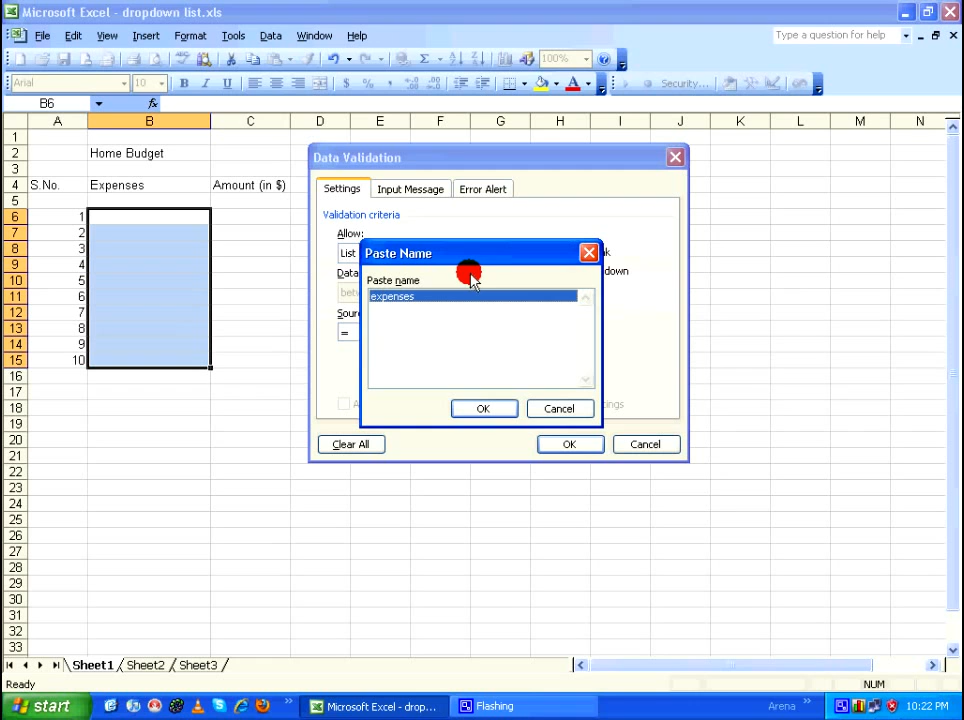 Microsoft Excel - dropdown list.xls
File Edit View Insert Format Tools Data Window Help
Type a question for help
100%
Arial 10 B I U $ % , Security...
B6 fx
A B C D E F G H I J K L M N
1
2 Home Budget
3
4 S.No. Expenses Amount (in $)
5
6 1
7 2
8 3
9 4
10 5
11 6
12 7
13 8
14 9
15 10
16
17
18
19
20
21
22
23
24
25
26
27
28
29
30
31
32
33
Data Validation
Settings Input Message Error Alert
Validation criteria
Allow:
List
Data
=
down
Paste Name
Paste name
expenses
OK Cancel
Clear All OK Cancel
Sheet1 Sheet2 Sheet3
Ready NUM
start Microsoft Excel - drop... Flashing Arena » 10:22 PM